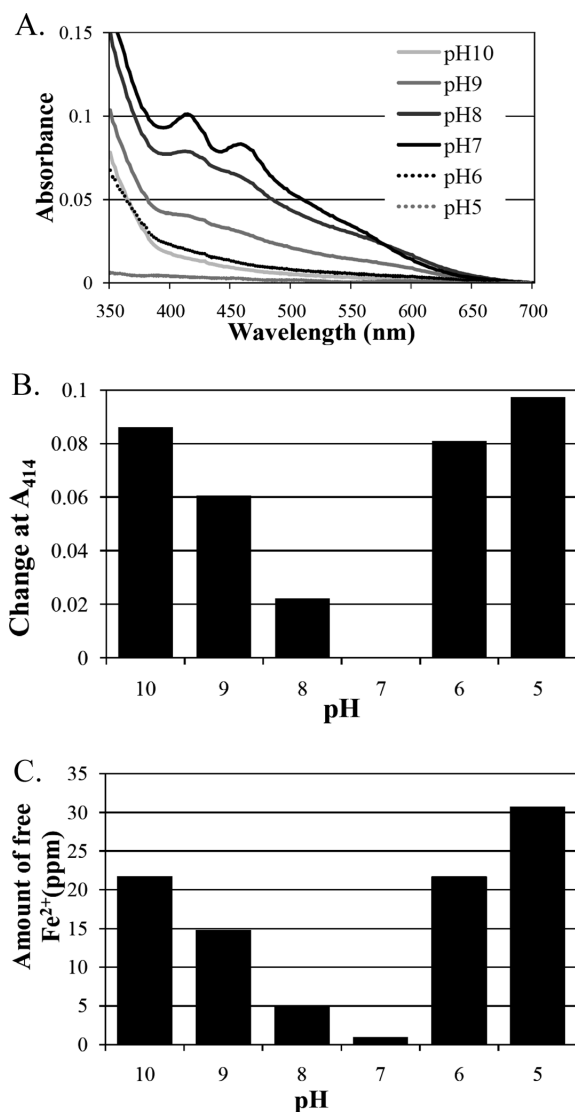 A.
0.15
0.1
0.05
0
Absorbance
pH10
pH9
pH8
pH7
pH6
pH5
350 400 450 500 550 600 650 700
Wavelength (nm)
B.
0.1
0.08
0.06
0.04
0.02
0
Change at A414
10 9 8 7 6 5
pH
C.
35
30
25
20
15
10
5
0
Amount of free
Fe2+(ppm)
10 9 8 7 6 5
pH